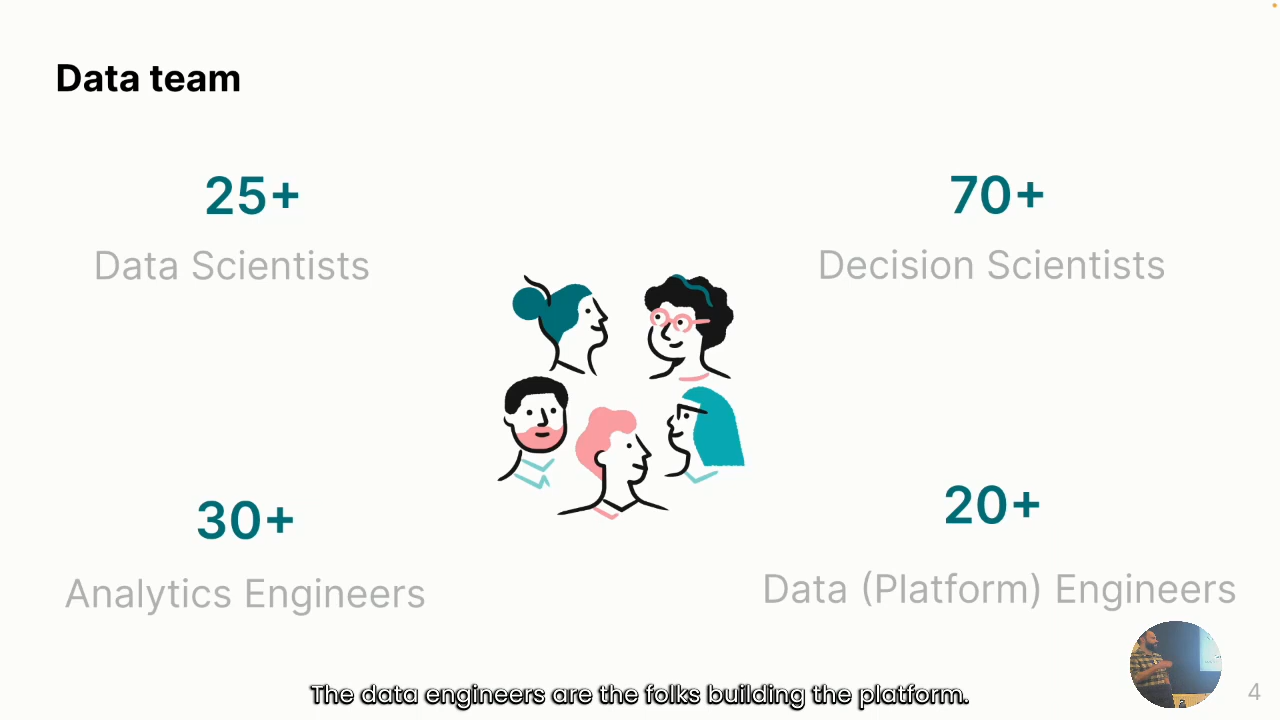 Data team
25+
Data Scientists
70+
Decision Scientists
30+
Analytics Engineers
20+
Data (Platform) Engineers
The data engineers are the folks building the platform.
4